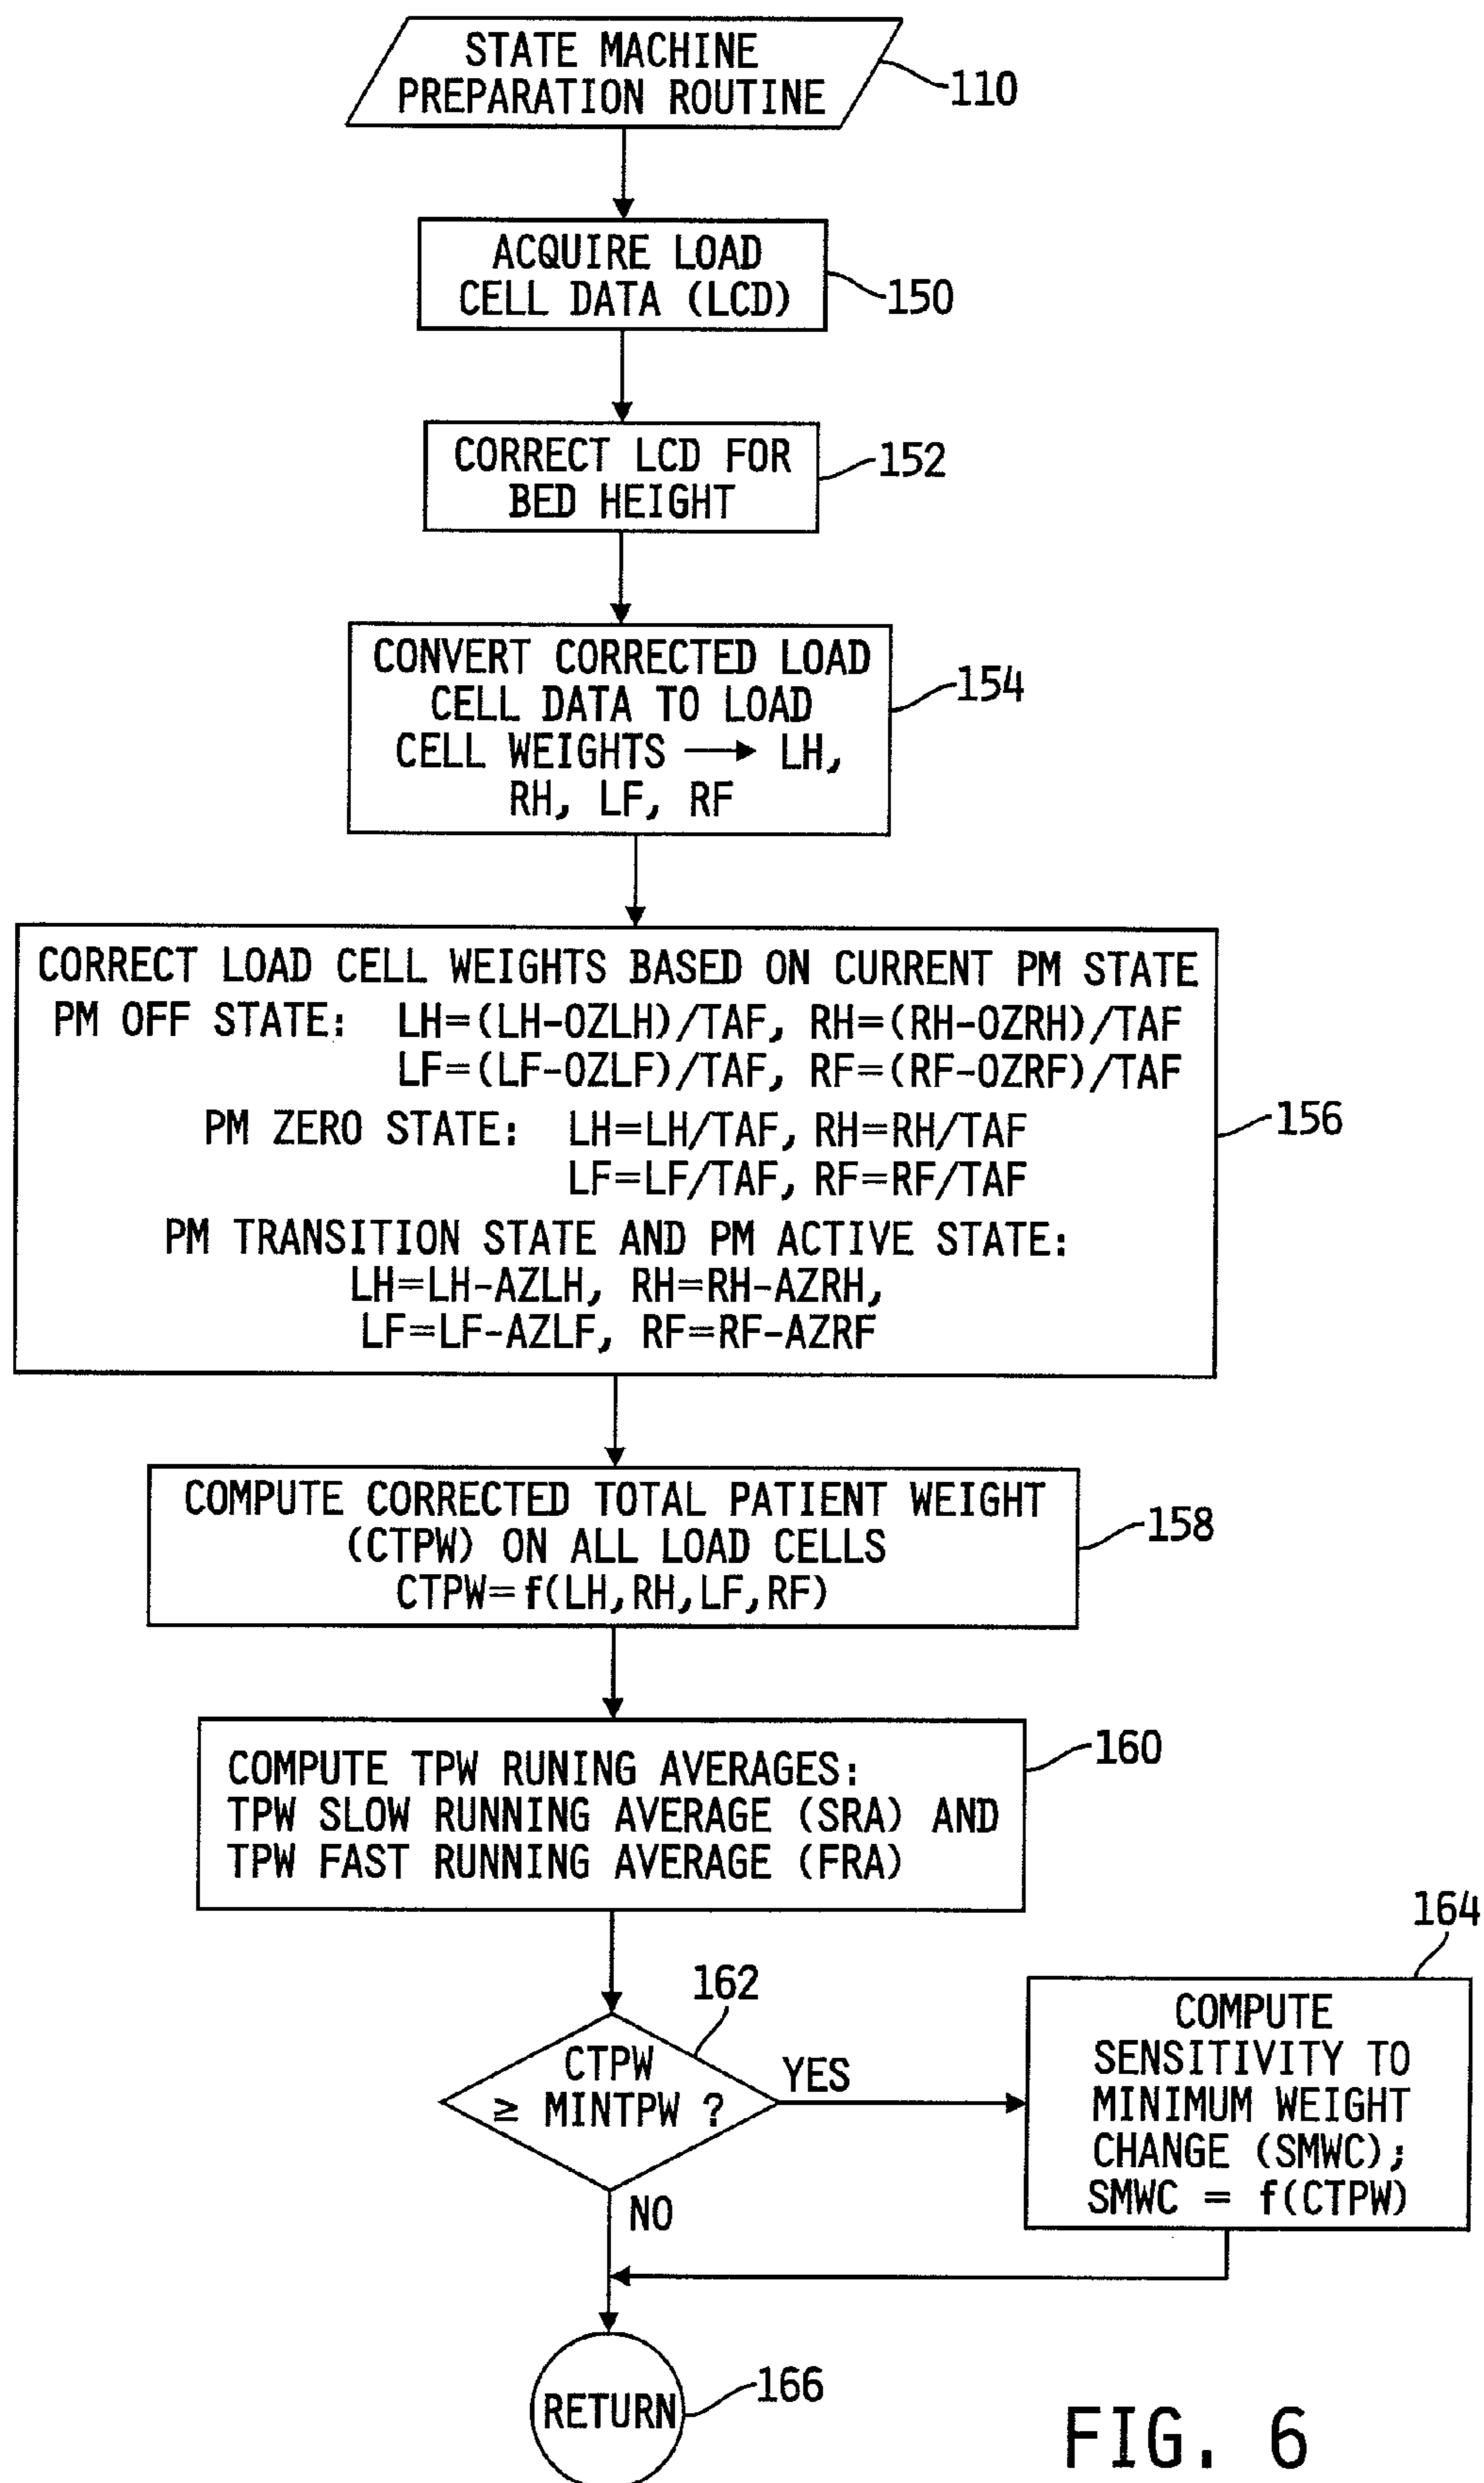 STATE MACHINE
PREPARATION ROUTINE
110
ACQUIRE LOAD
CELL DATA (LCD)
150
CORRECT LCD FOR
BED HEIGHT
152
CONVERT CORRECTED LOAD
CELL DATA TO LOAD
CELL WEIGHTS → LH,
RH, LF, RF
154
CORRECT LOAD CELL WEIGHTS BASED ON CURRENT PM STATE
PM OFF STATE: LH=(LH-OZLH)/TAF, RH=(RH-OZRH)/TAF
LF=(LF-OZLF)/TAF, RF=(RF-OZRF)/TAF
PM ZERO STATE: LH=LH/TAF, RH=RH/TAF
LF=LF/TAF, RF=RF/TAF
PM TRANSITION STATE AND PM ACTIVE STATE:
LH=LH-AZLH, RH=RH-AZRH,
LF=LF-AZLF, RF=RF-AZRF
156
COMPUTE CORRECTED TOTAL PATIENT WEIGHT
(CTPW) ON ALL LOAD CELLS
CTPW=f(LH,RH,LF,RF)
158
COMPUTE TPW RUNING AVERAGES:
TPW SLOW RUNNING AVERAGE (SRA) AND
TPW FAST RUNNING AVERAGE (FRA)
160
162
CTPW
≥ MINTPW ?
YES
NO
164
COMPUTE
SENSITIVITY TO
MINIMUM WEIGHT
CHANGE (SMWC);
SMWC = f(CTPW)
RETURN
166
FIG. 6